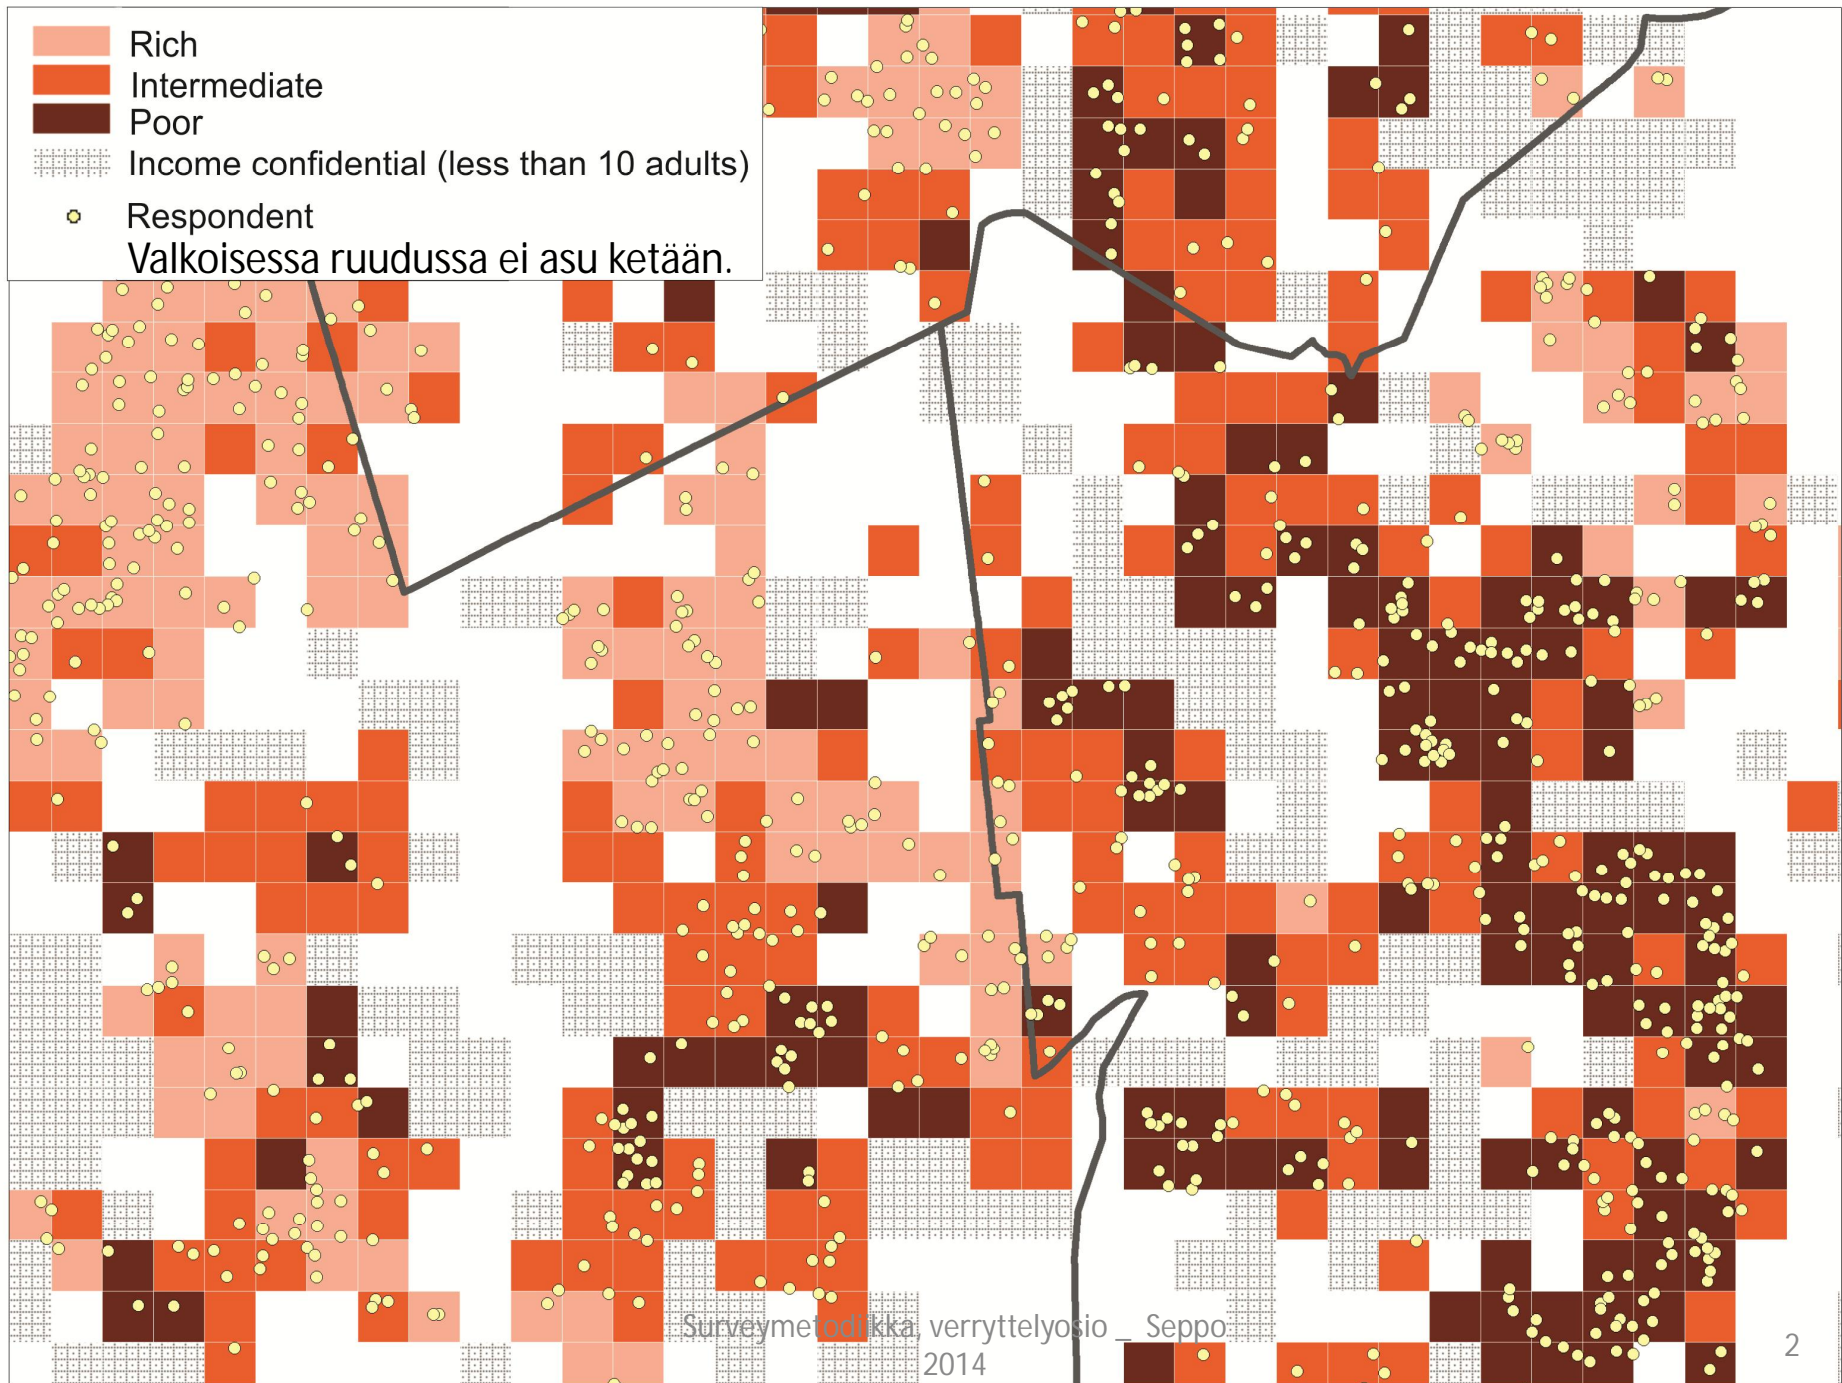 Rich
Intermediate
Poor
Income confidential (less than 10 adults)
Respondent
Valkoisessa ruudussa ei asu ketään.
Surveymetodiikka, verryttelyosio _ Seppo
2014
2